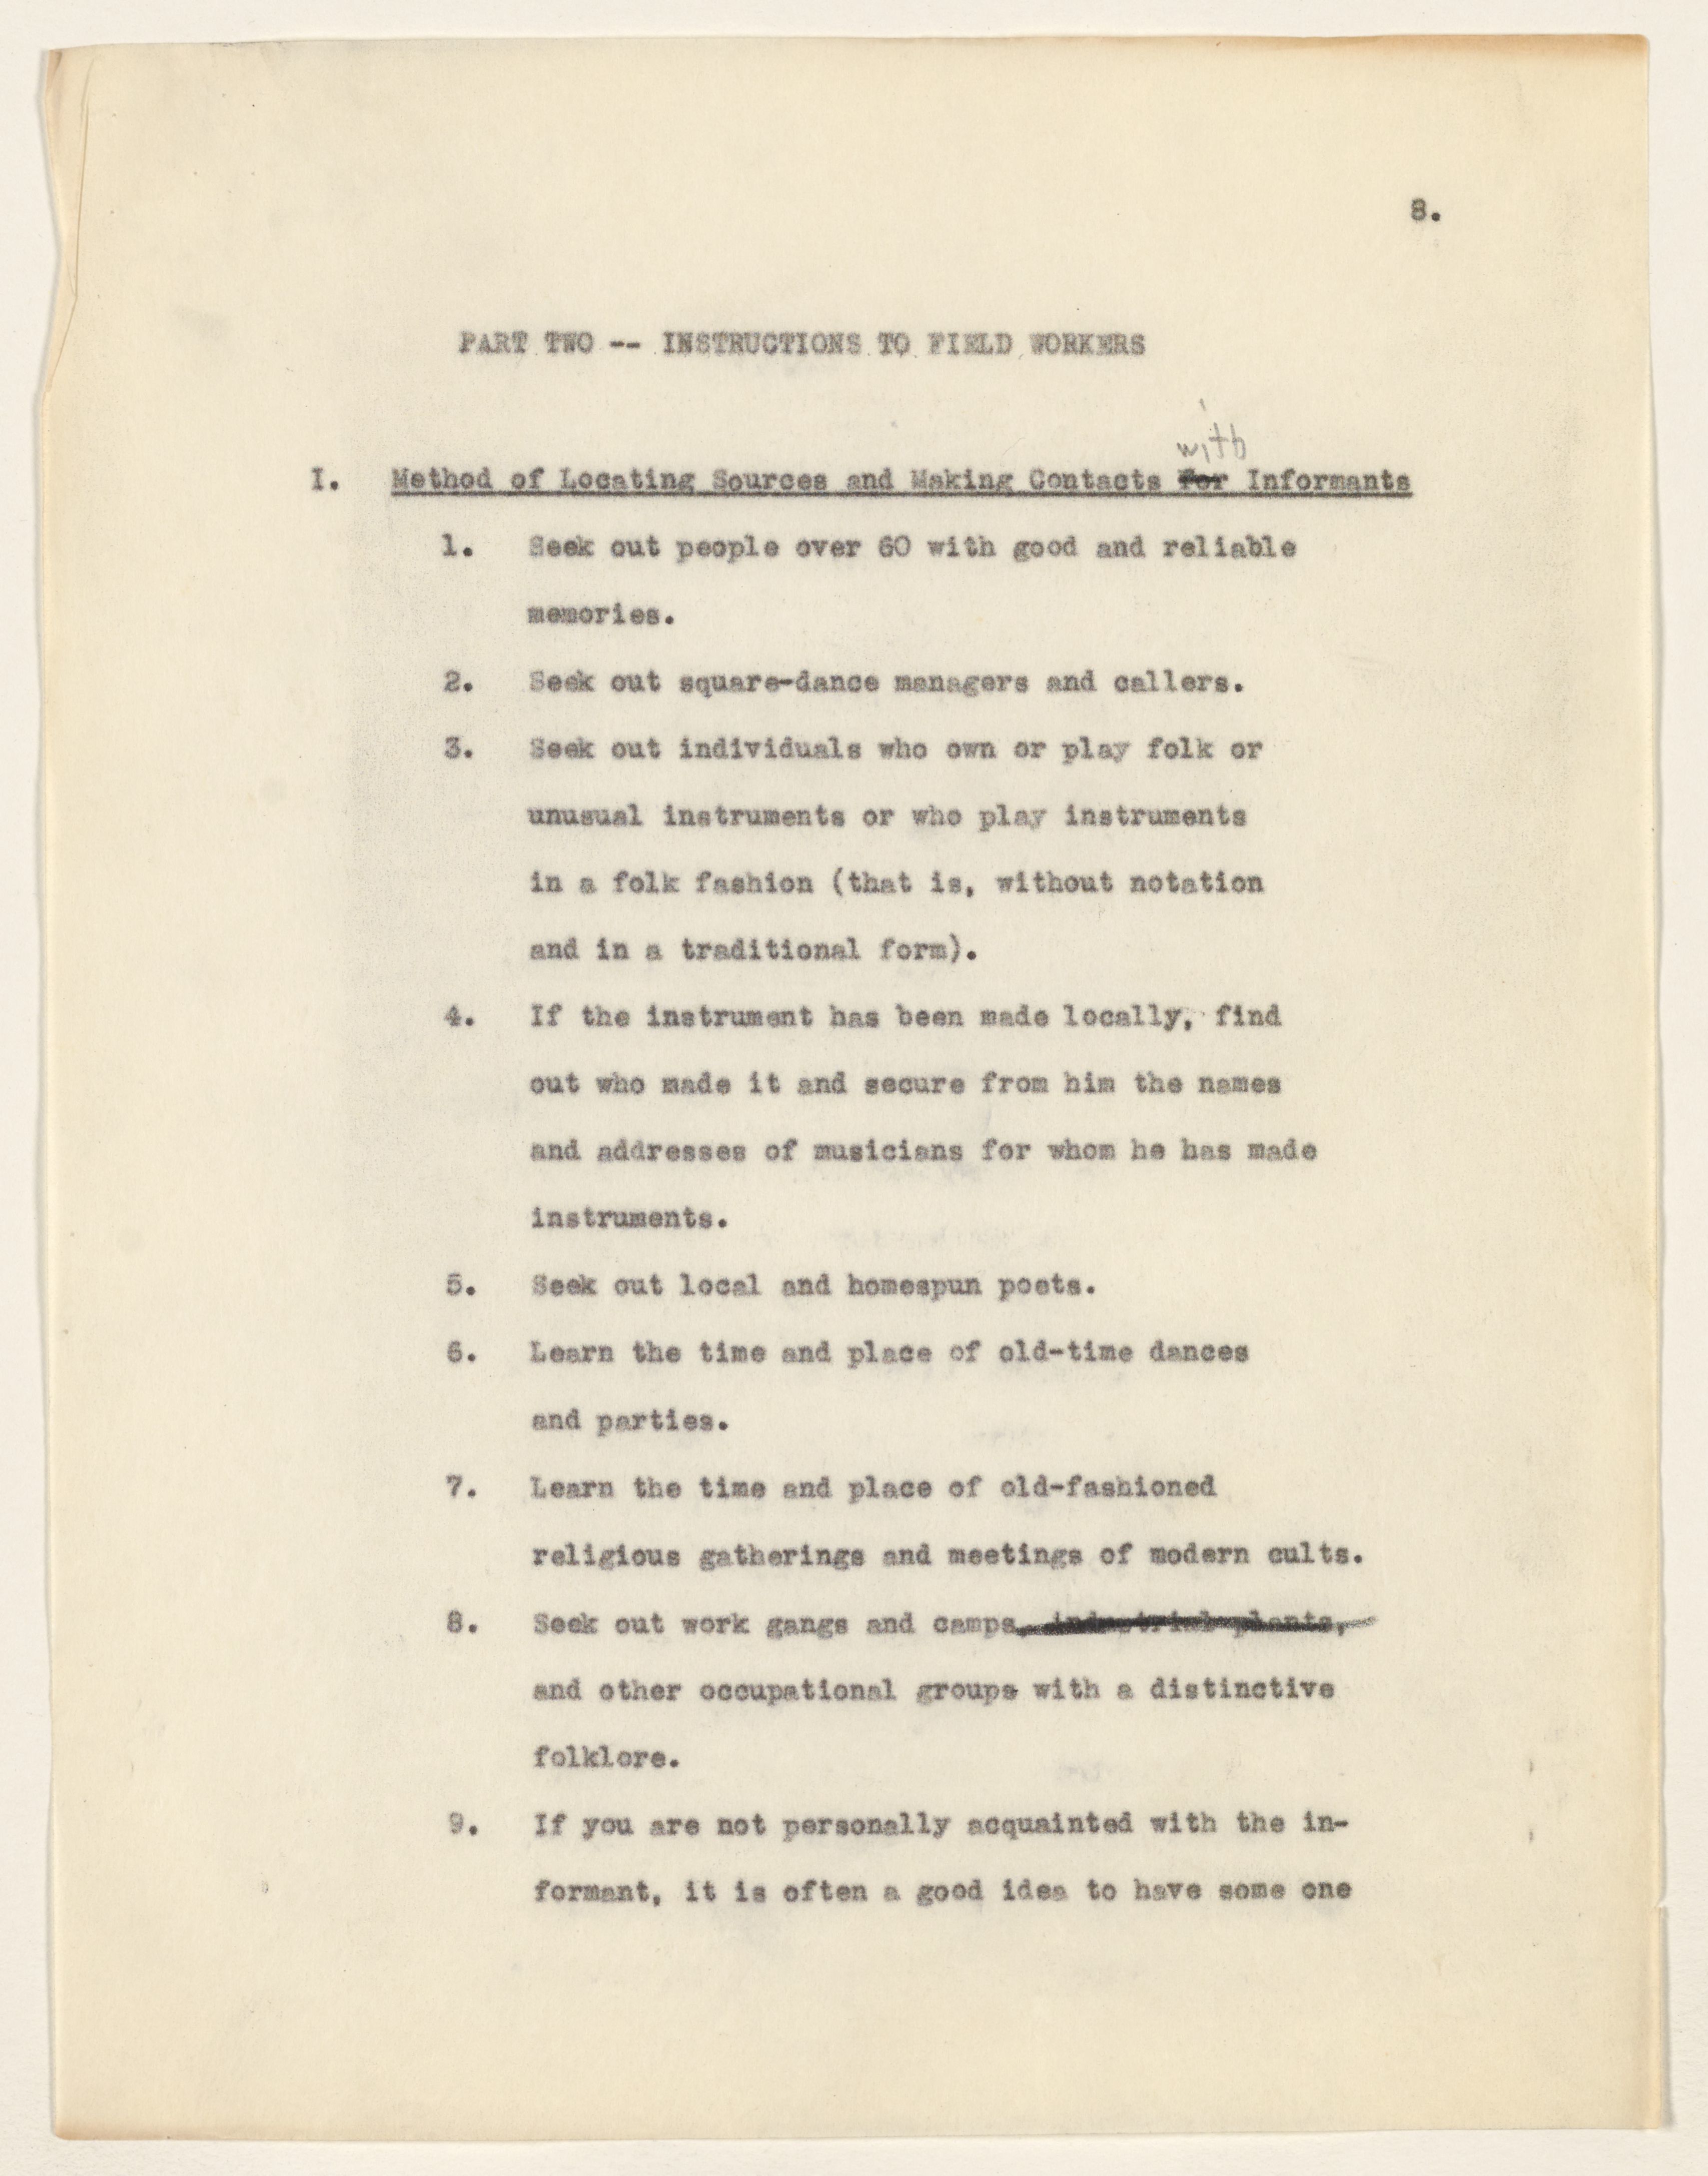 8.
PART TWO -- INSTRUCTIONS TO FIELD WORKERS
with
I. Method of Locating Sources and Making Contacts for Informants
1. Seek out people over 60 with good and reliable
memories.
2. Seek out square-dance managers and callers.
3. Seek out individuals who own or play folk or
unusual instruments or who play instruments
in a folk fashion (that is, without notation
and in a traditional form).
4. If the instrument has been made locally, find
out who made it and secure from him the names
and addresses of musicians for whom he has made
instruments.
5. Seek out local and homespun poets.
6. Learn the time and place of old-time dances
and parties.
7. Learn the time and place of old-fashioned
religious gatherings and meetings of modern cults.
8. Seek out work gangs and camps, industrial plants,
and other occupational groups with a distinctive
folklore.
9. If you are not personally acquainted with the in-
formant, it is often a good idea to have some one